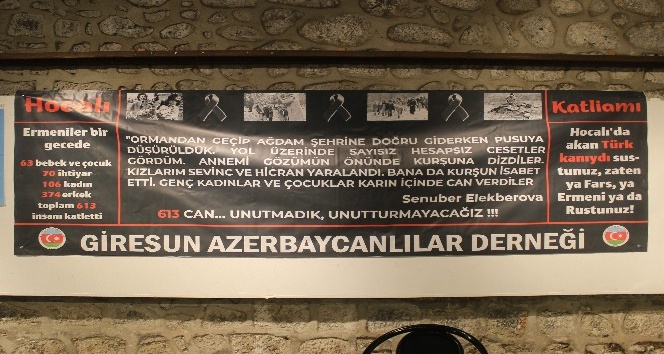 Hocalı
Ermeniler bir
gecede
63 bebek ve çocuk
70 ihtiyar
106 kadın
374 erkek
toplam 613
insanı katletti
"ORMANDAN GEÇİP AĞDAM ŞEHRİNE DOĞRU GİDERKEN PUSUYA
DÜŞÜRÜLDÜK. YOL ÜZERİNDE SAYISIZ HESAPSIZ CESETLER
GÖRDÜM. ANNEMİ GÖZÜMÜN ÖNÜNDE KURŞUNA DİZDİLER.
KIZLARIM SEVİNC VE HİCRAN YARALANDI. BANA DA KURŞUN İSABET
ETTİ. GENÇ KADINLAR VE ÇOCUKLAR KARIN İÇİNDE CAN VERDİLER
Senuber Elekberova
613 CAN... UNUTMADIK, UNUTTURMAYACAĞIZ !!!
Katliamı
Hocalı'da
akan Türk
kanıydı sus-
tunuz, zaten
ya Fars, ya
Ermeni ya da
Rustunuz!
GİRESUN AZERBAYCANLILAR DERNEĞİ